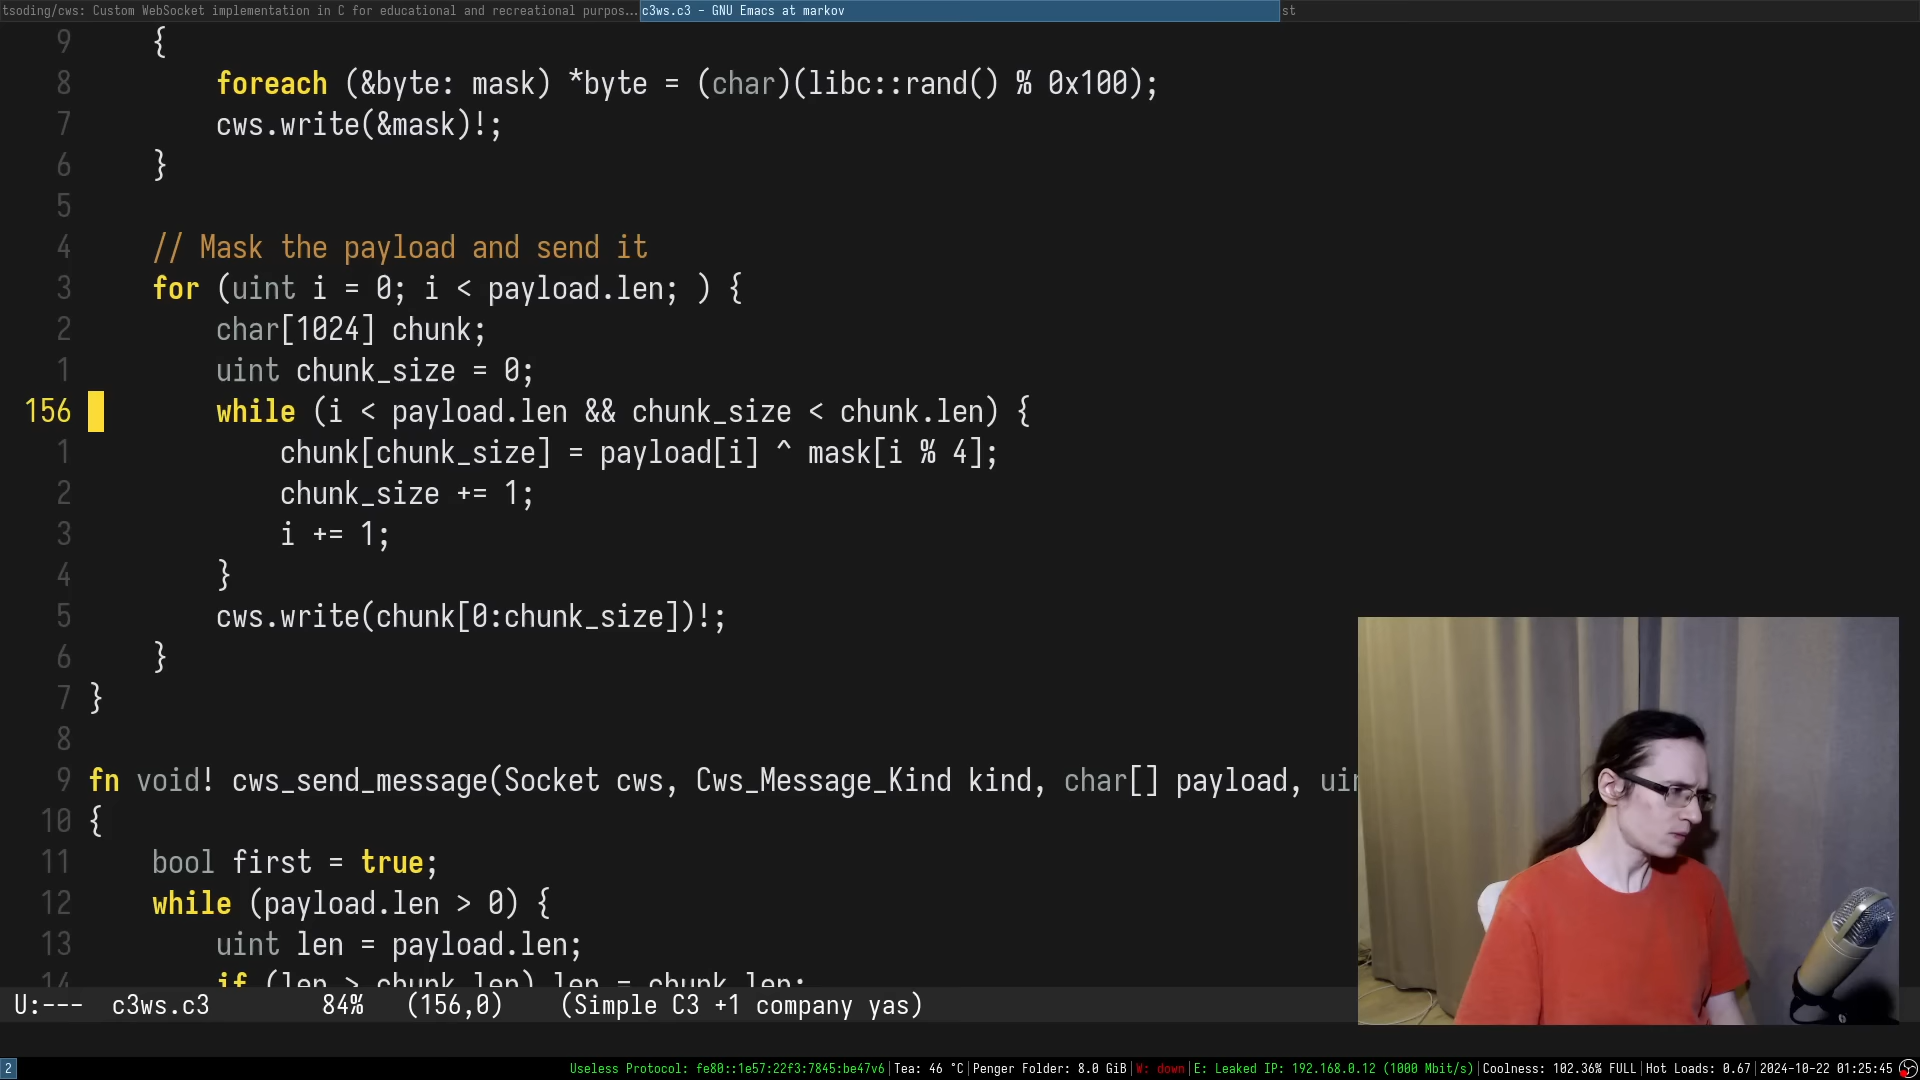 tsoding/cws: Custom WebSocket implementation in C for educational and recreational purpos... c3ws.c3 - GNU Emacs at markov st
9 {
8 foreach (&byte: mask) *byte = (char)(libc::rand() % 0x100);
7 cws.write(&mask)!;
6 }
5
4 // Mask the payload and send it
3 for (uint i = 0; i < payload.len; ) {
2 char[1024] chunk;
1 uint chunk_size = 0;
156 while (i < payload.len && chunk_size < chunk.len) {
1 chunk[chunk_size] = payload[i] ^ mask[i % 4];
2 chunk_size += 1;
3 i += 1;
4 }
5 cws.write(chunk[0:chunk_size])!;
6 }
7 }
8
9 fn void! cws_send_message(Socket cws, Cws_Message_Kind kind, char[] payload, uin
10 {
11 bool first = true;
12 while (payload.len > 0) {
13 uint len = payload.len;
14 if (len > chunk_len) len = chunk_len;
U:--- c3ws.c3 84% (156,0) (Simple C3 +1 company yas)
2 Useless Protocol: fe80::1e57:22f3:7845:be47v6|Tea: 46 °C|Penger Folder: 8.0 GiB|W: down|E: Leaked IP: 192.168.0.12 (1000 Mbit/s)|Coolness: 102.36% FULL|Hot Loads: 0.67|2024-10-22 01:25:45